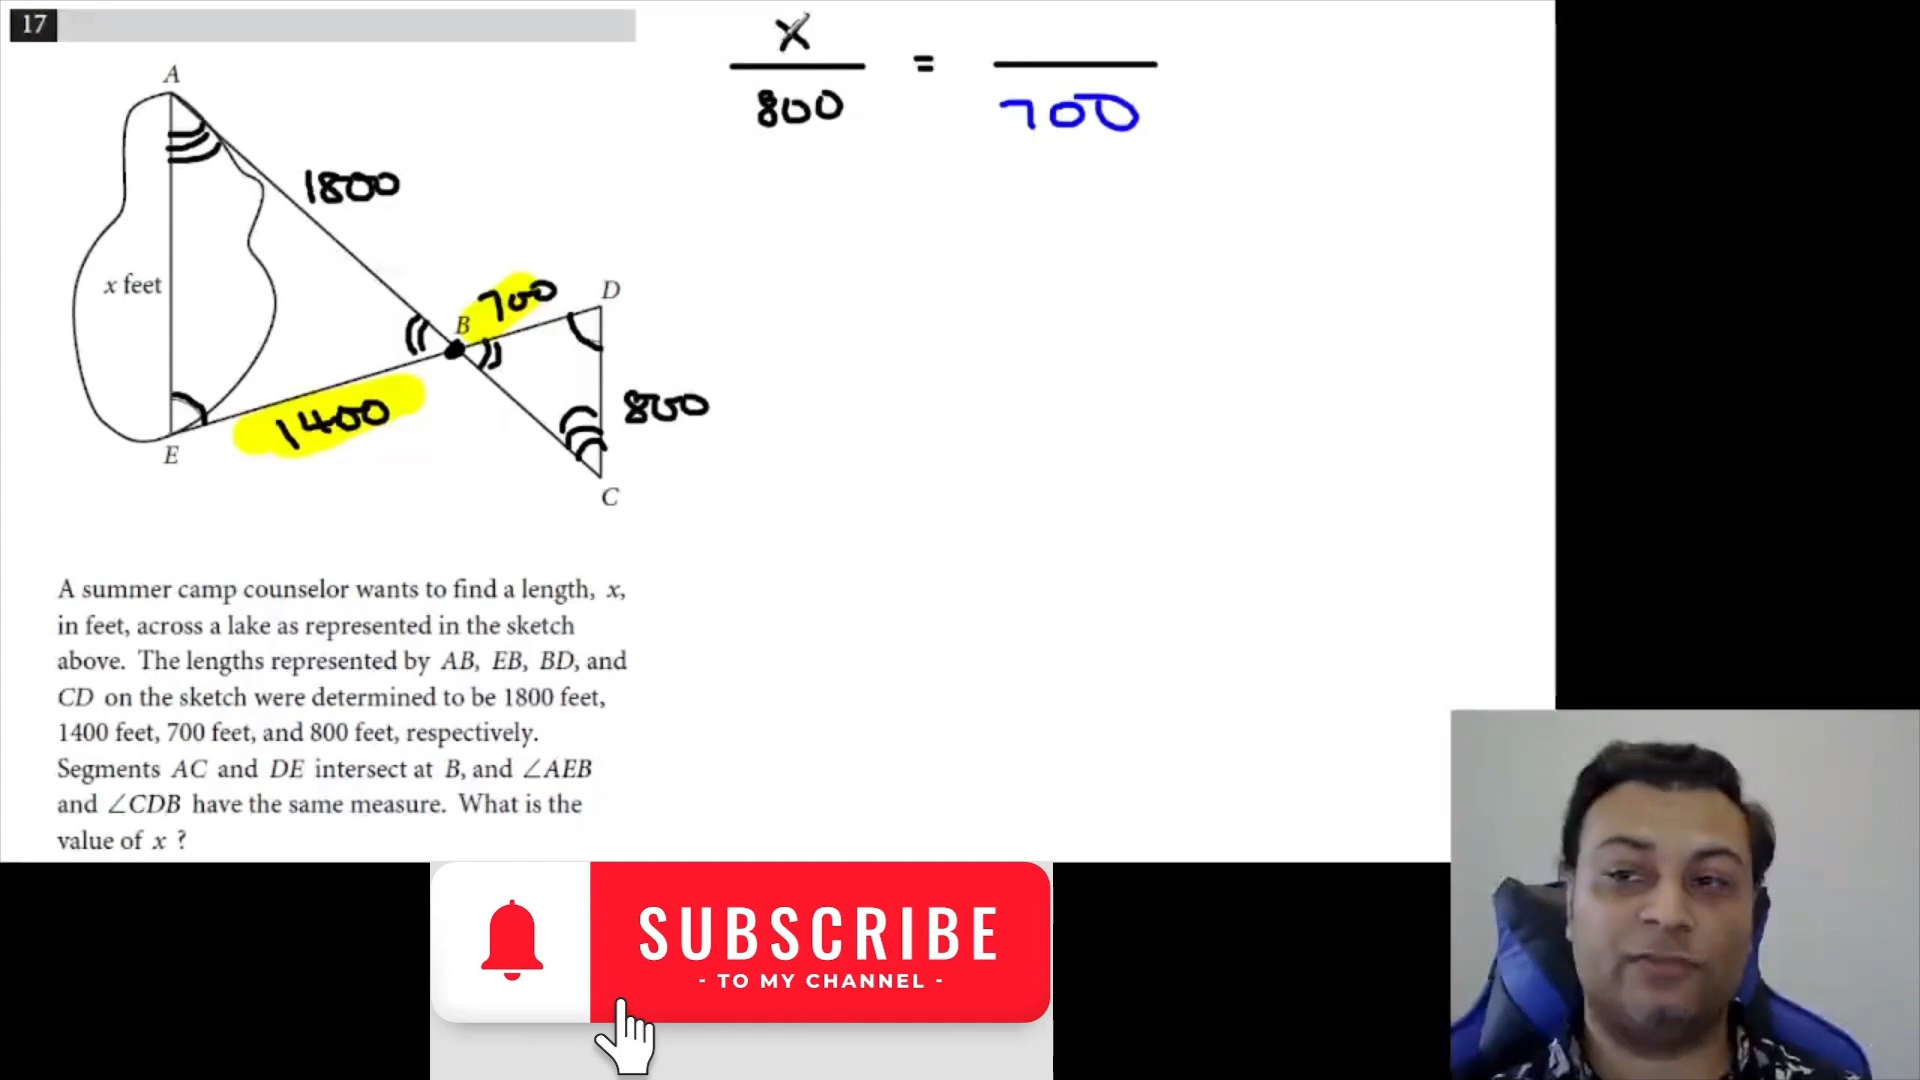 17
x
800
=
700
A
1800
x feet
B
700
D
1400
800
E
C
A summer camp counselor wants to find a length, x,
in feet, across a lake as represented in the sketch
above. The lengths represented by AB, EB, BD, and
CD on the sketch were determined to be 1800 feet,
1400 feet, 700 feet, and 800 feet, respectively.
Segments AC and DE intersect at B, and ∠AEB
and ∠CDB have the same measure. What is the
value of x ?
SUBSCRIBE
- TO MY CHANNEL -